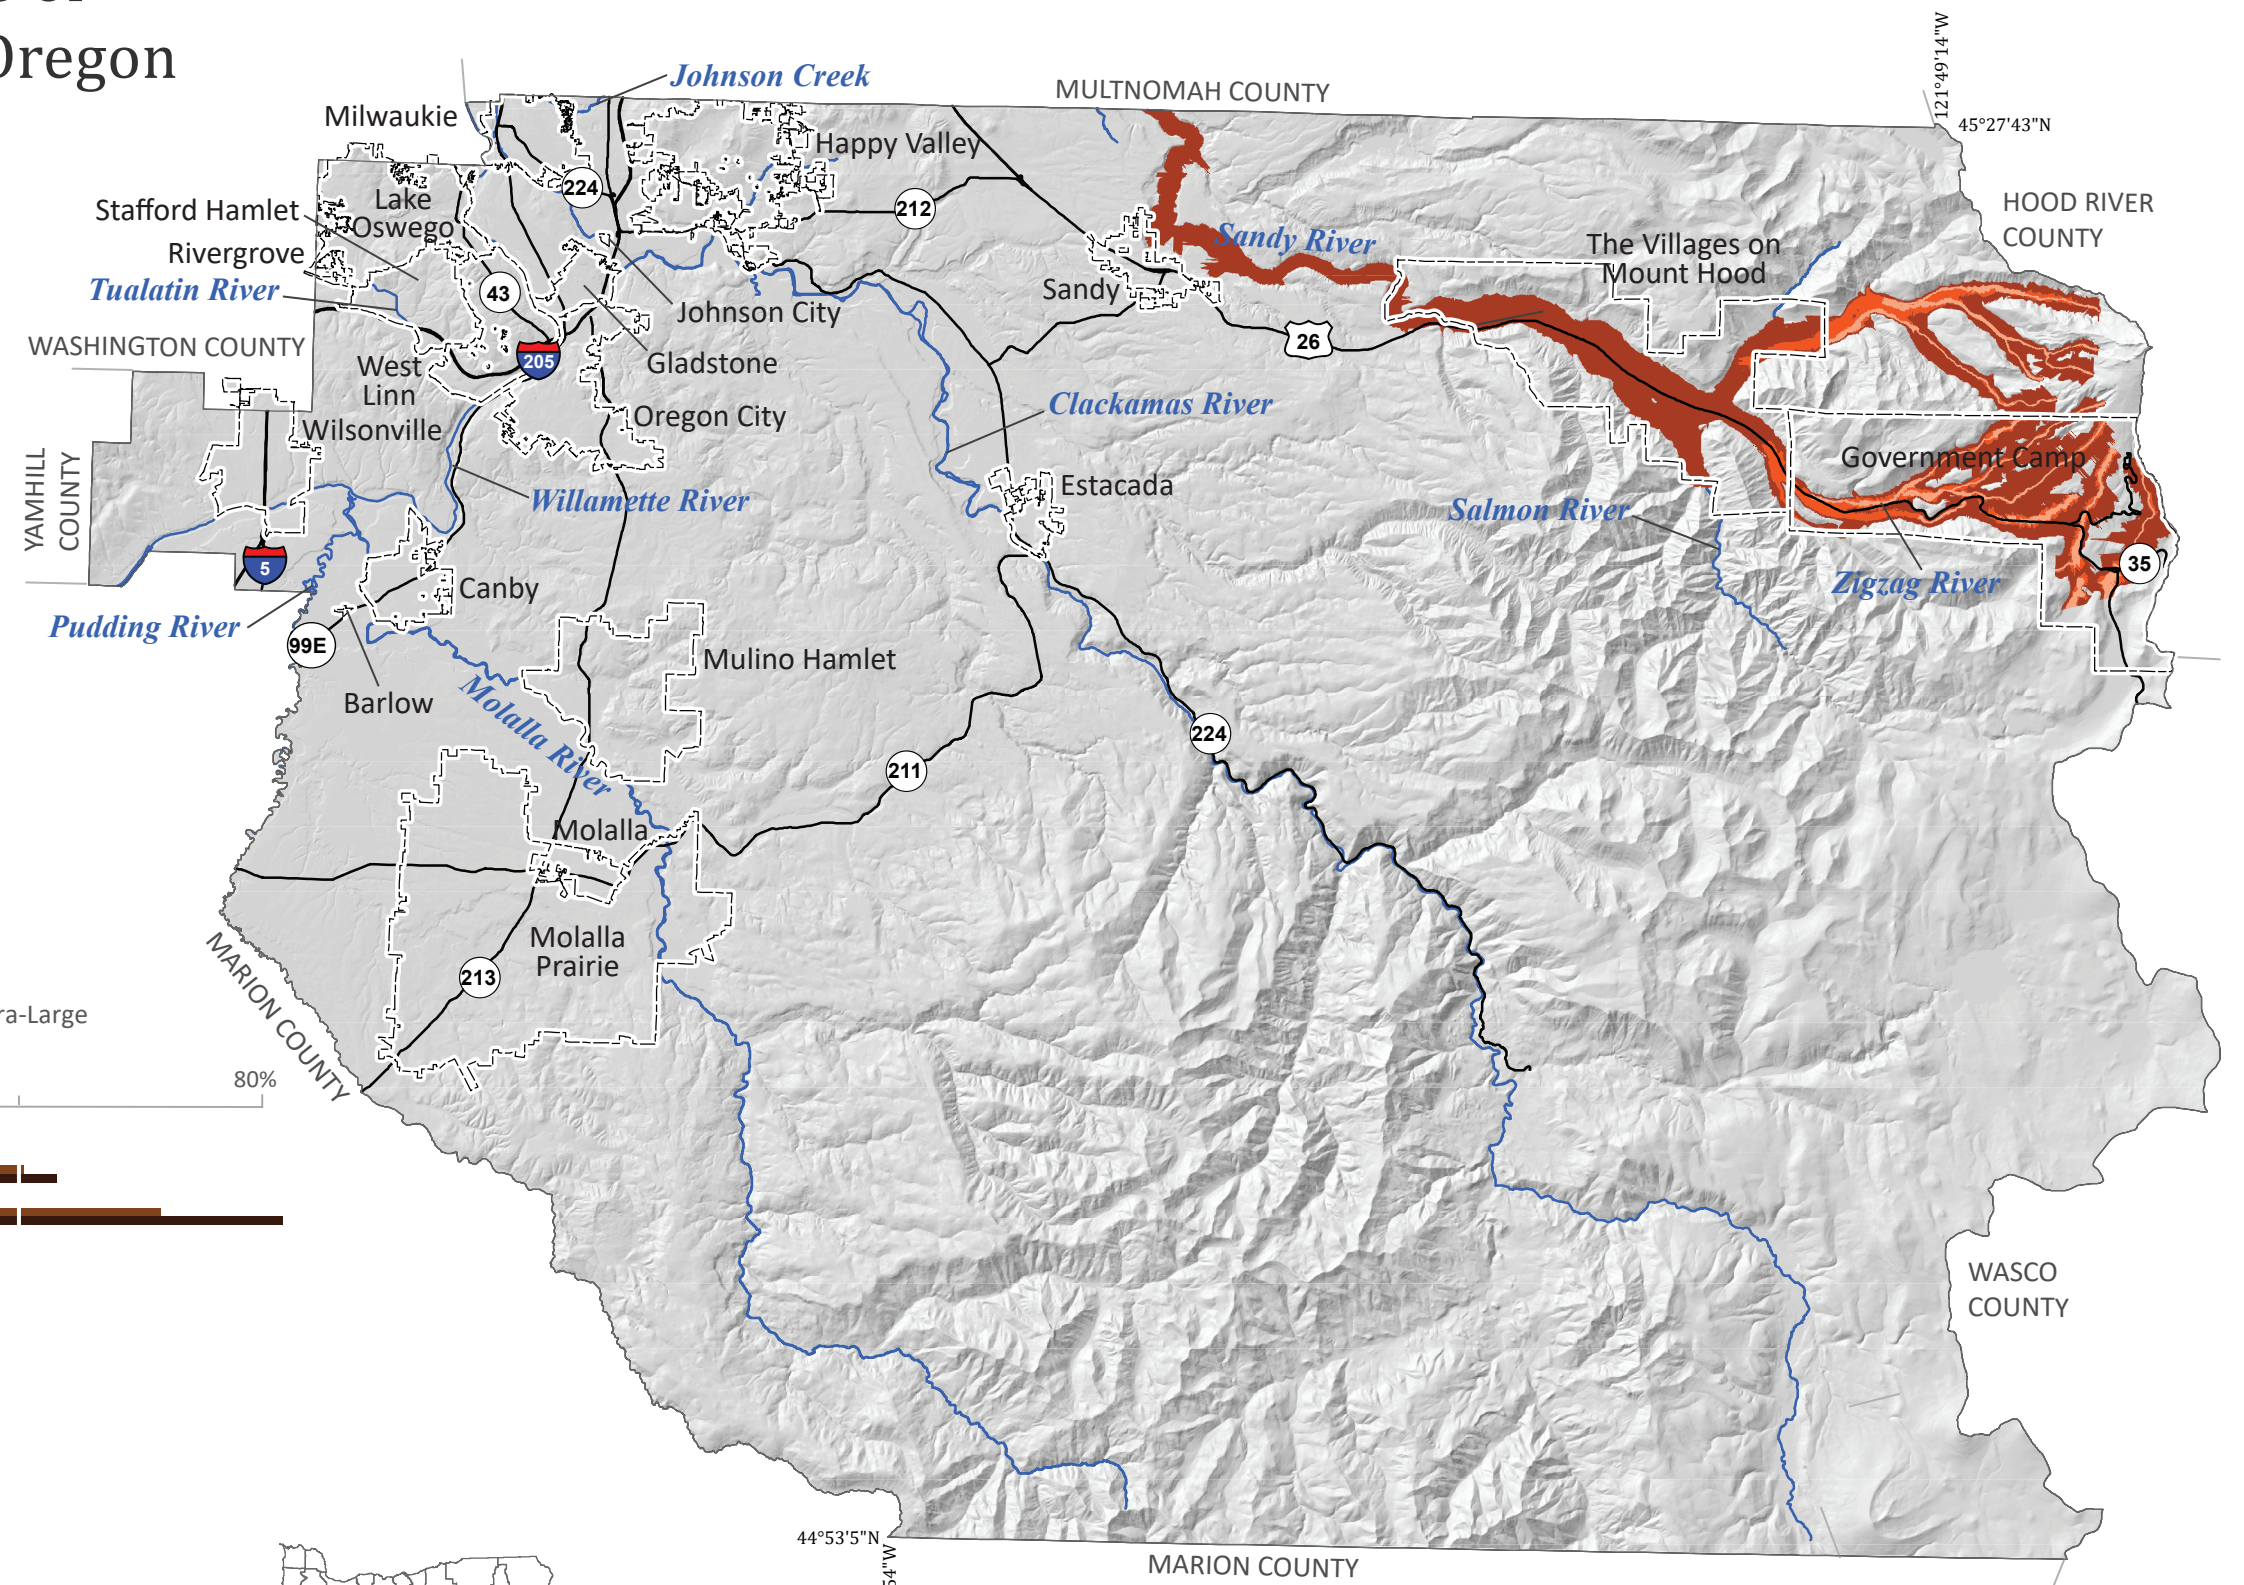 Oregon
Johnson Creek
MULTNOMAH COUNTY
121°49'14"W
45°27'43"N
Milwaukie
Happy Valley
224
212
Lake
Oswego
Stafford Hamlet
Rivergrove
Tualatin River
43
Sandy River
The Villages on
Mount Hood
HOOD RIVER
COUNTY
Sandy
Johnson City
26
WASHINGTON COUNTY
Gladstone
205
West
Linn
Wilsonville
Oregon City
Clackamas River
YAMHILL
COUNTY
Government Camp
Estacada
Willamette River
Salmon River
5
35
Zigzag River
Canby
Pudding River
99E
Mulino Hamlet
Barlow
Molalla River
224
211
Molalla
Molalla
Prairie
213
MARION COUNTY
ra-Large
80%
WASCO
COUNTY
44°53'5"N
54"W
MARION COUNTY